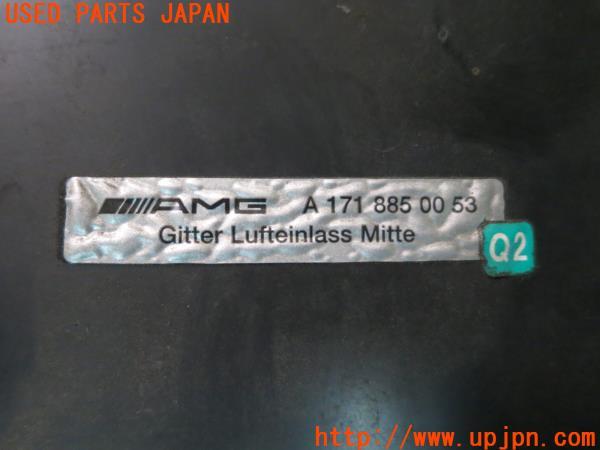 USED PARTS JAPAN
AMG A 171 885 00 53
Gitter Lufteinlass Mitte
Q2
http://www.upjpn.com/